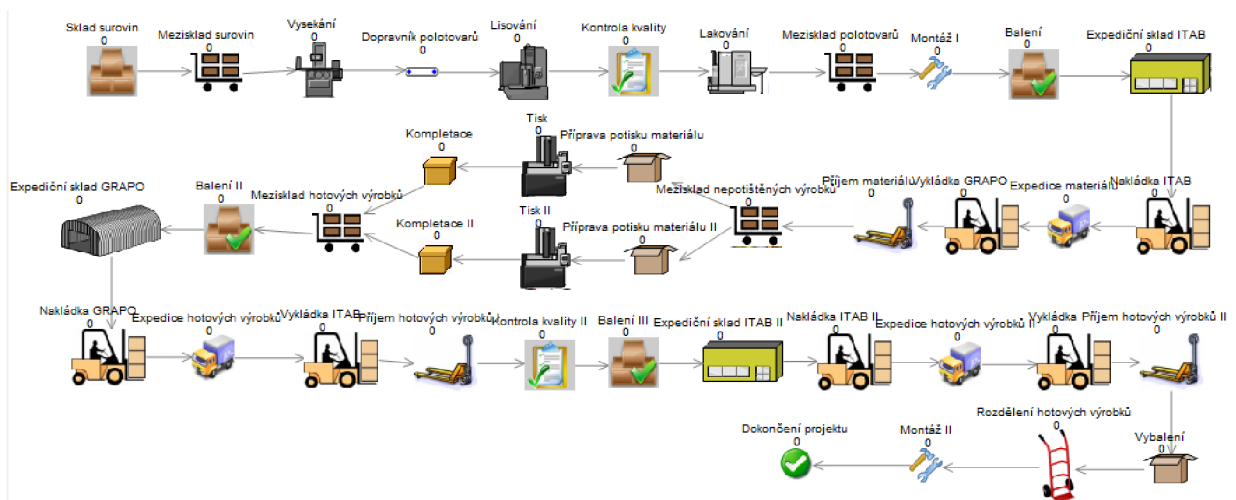 Sklad surovin
0
Mezisklad surovin
0
Vysekání
0
Dopravník polotovarů
0
Lisování
0
Kontrola kvality
0
Lakování
0
Mezisklad polotovarů
0
Montáž I
0
Balení
0
Expediční sklad ITAB
0
Expediční sklad GRAPO
0
Balení II
0
Mezisklad hotových výrobků
0
Kompletace
0
Tisk
0
Příprava potisku materiálu
0
Kompletace II
0
Tisk II
0
Příprava potisku materiálu II
0
Mezisklad nepotištěných výrobků
0
Příjem materiálu
0
Vykládka GRAPO
0
Expedice materiálu
0
Nakládka ITAB
0
Nakládka GRAPO
0
Expedice hotových výrobků
0
Vykládka ITAB
0
Příjem hotových výrobků I
0
Kontrola kvality II
0
Balení III
0
Expediční sklad ITAB II
0
Nakládka ITAB II
0
Expedice hotových výrobků II
0
Vykládka
0
Příjem hotových výrobků II
0
Dokončení projektu
0
Montáž II
0
Rozdělení hotových výrobků
0
Vybalení
0